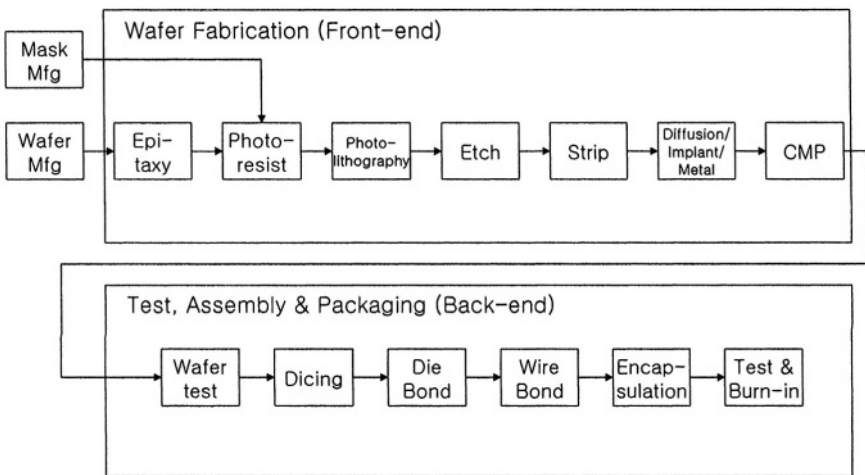 Wafer Fabrication (Front-end)
Mask
Mfg
Wafer
Mfg
Epi-
taxy
Photo-
resist
Photo-
lithography
Etch
Strip
Diffusion/
Implant/
Metal
CMP
Test, Assembly & Packaging (Back-end)
Wafer
test
Dicing
Die
Bond
Wire
Bond
Encap-
sulation
Test &
Burn-in